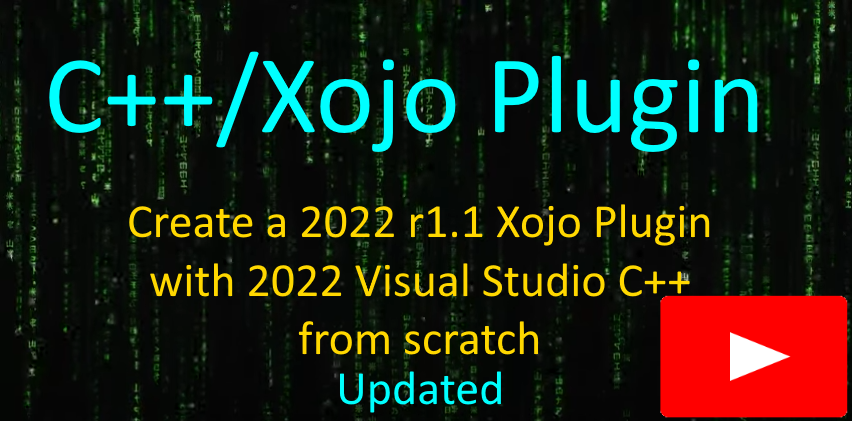 C++/Xojo Plugin
Create a 2022 r1.1 Xojo Plugin
with 2022 Visual Studio C++
from scratch
Updated